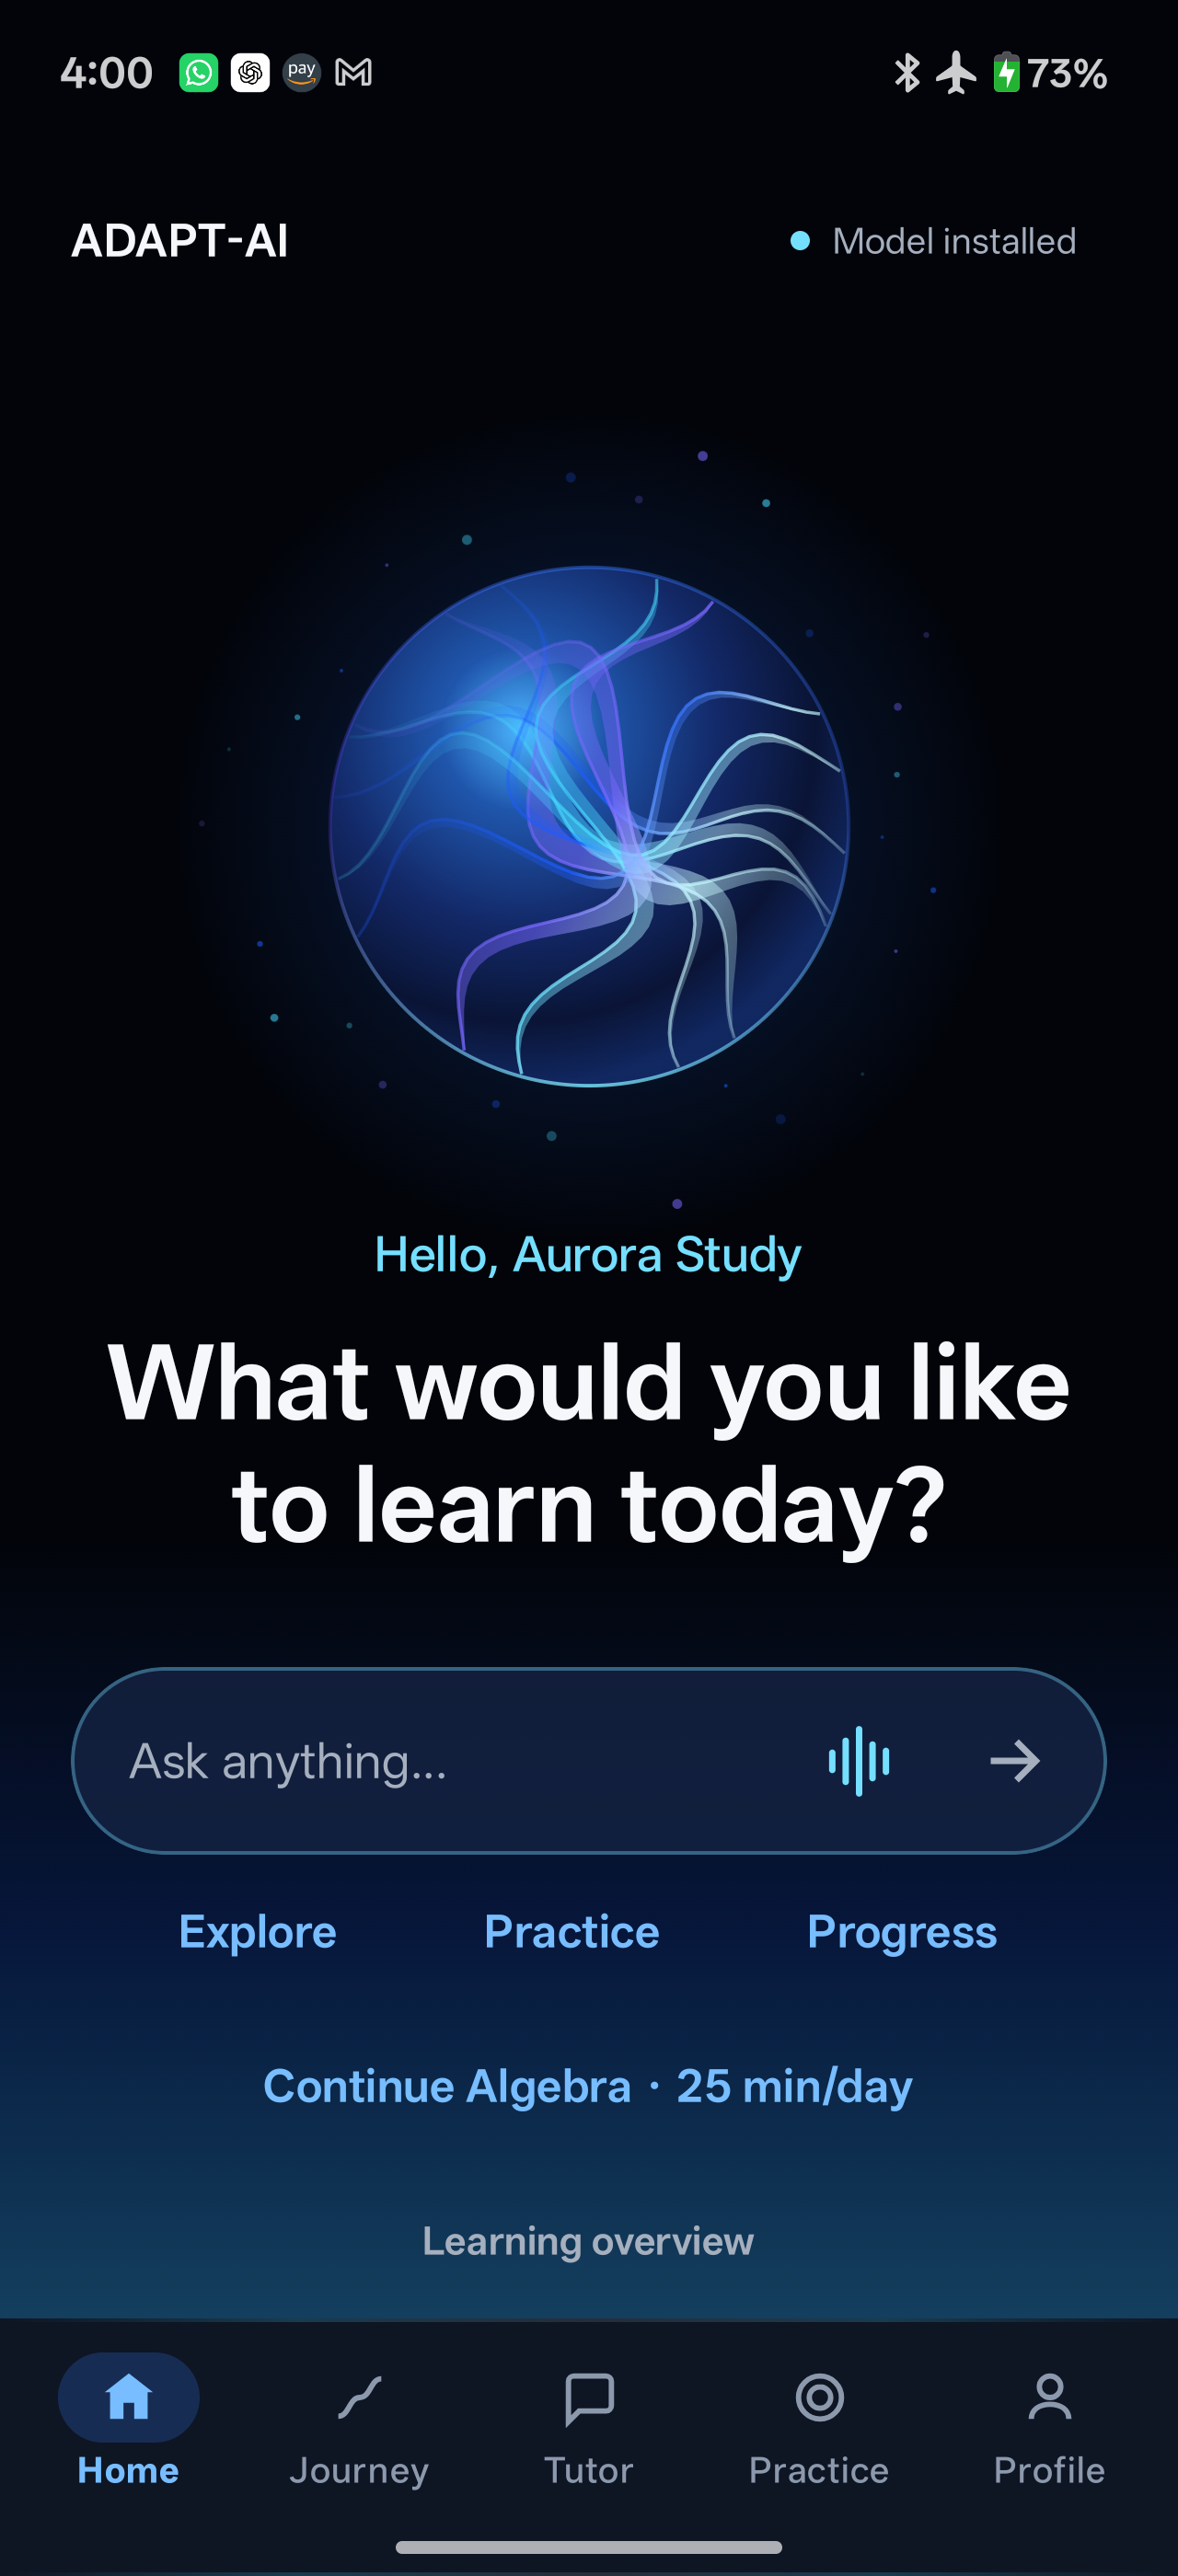 4:00 pay 73%
ADAPT-AI Model installed
Hello, Aurora Study
What would you like
to learn today?
Ask anything...
Explore Practice Progress
Continue Algebra · 25 min/day
Learning overview
Home Journey Tutor Practice Profile